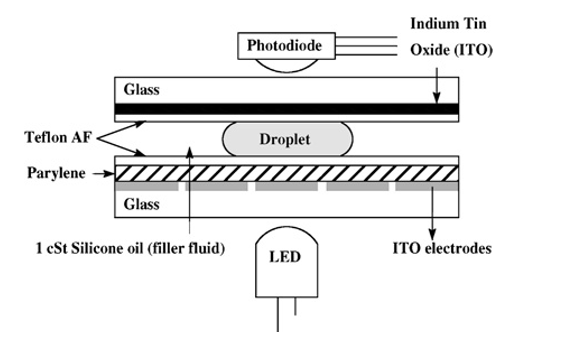 Indium Tin
Oxide (ITO)
Photodiode
Glass
Teflon AF
Droplet
Parylene
Glass
1 cSt Silicone oil (filler fluid)
ITO electrodes
LED